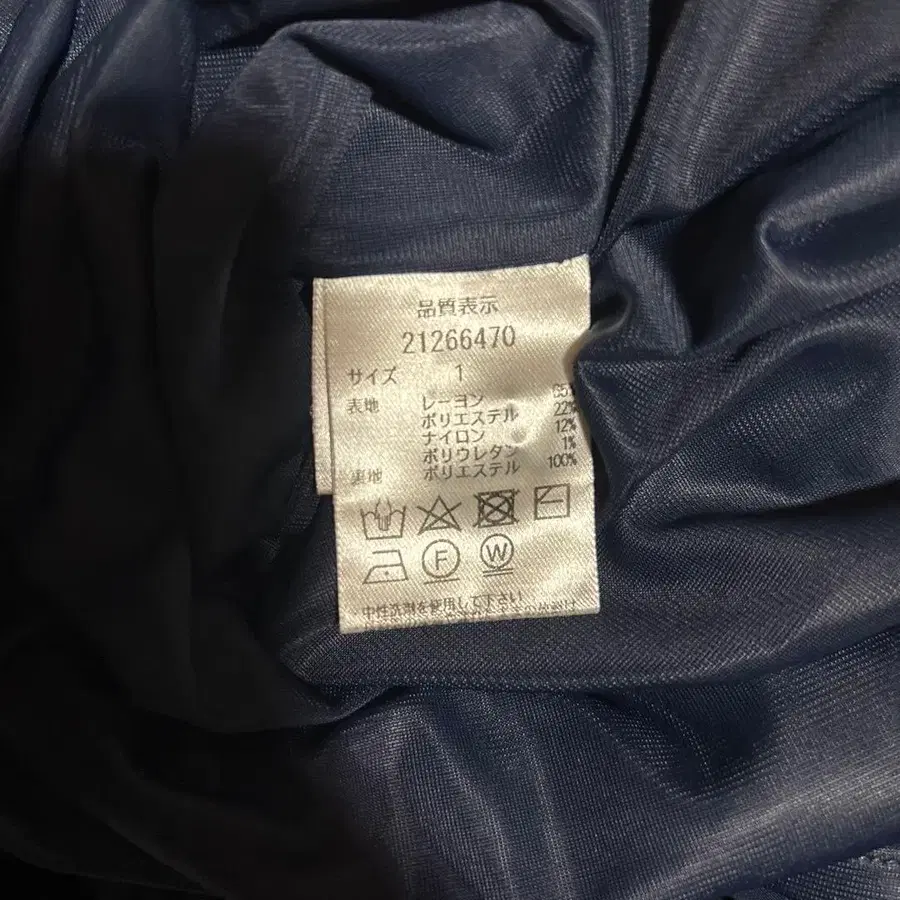 品質表示
21266470
サイズ 1
表地 レーヨン 65%
ポリエステル 22%
ナイロン 12%
ポリウレタン 1%
裏地 ポリエステル 100%
F W
中性洗剤を使用して下さい